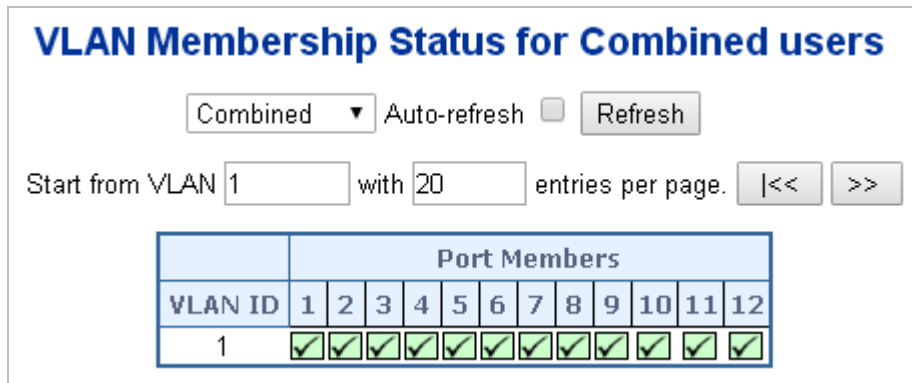 VLAN Membership Status for Combined users
Combined Auto-refresh Refresh
Start from VLAN 1 with 20 entries per page. |<< >>
Port Members
VLAN ID 1 2 3 4 5 6 7 8 9 10 11 12
1